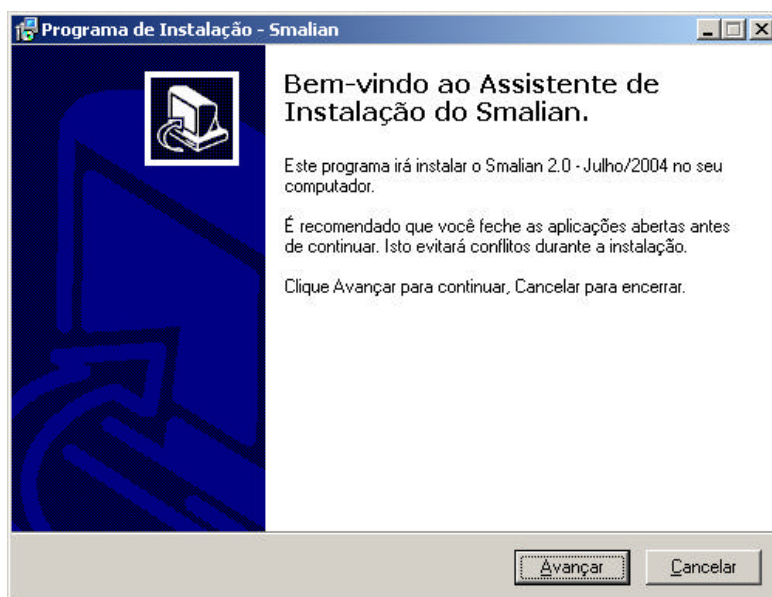 Programa de Instalação - Smalian
Bem-vindo ao Assistente de
Instalação do Smalian.
Este programa irá instalar o Smalian 2.0 - Julho/2004 no seu
computador.
É recomendado que você feche as aplicações abertas antes
de continuar. Isto evitará conflitos durante a instalação.
Clique Avançar para continuar, Cancelar para encerrar.
Avançar
Cancelar